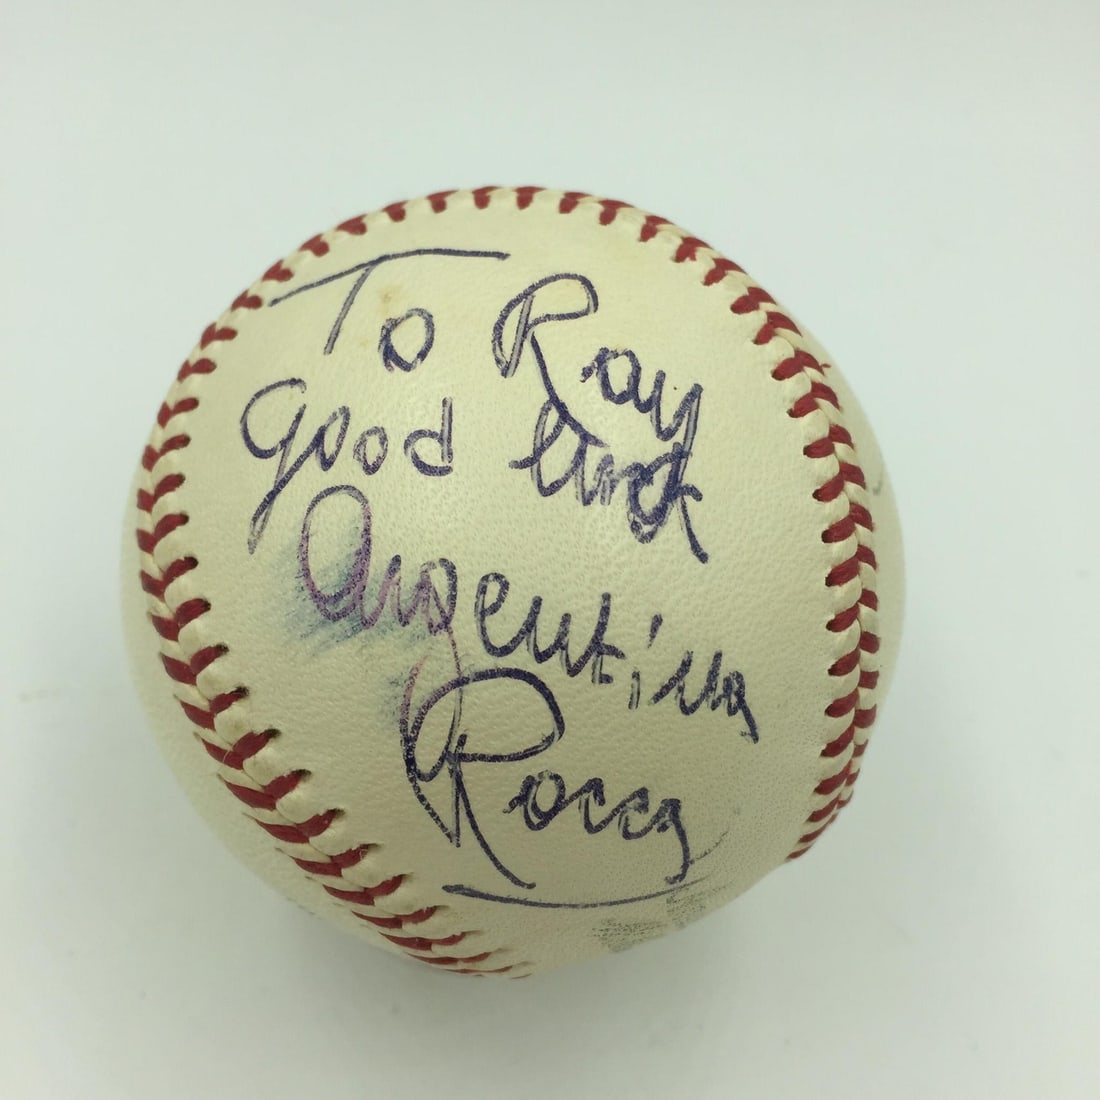 To Ray
Good luck
Argentina
Rocca